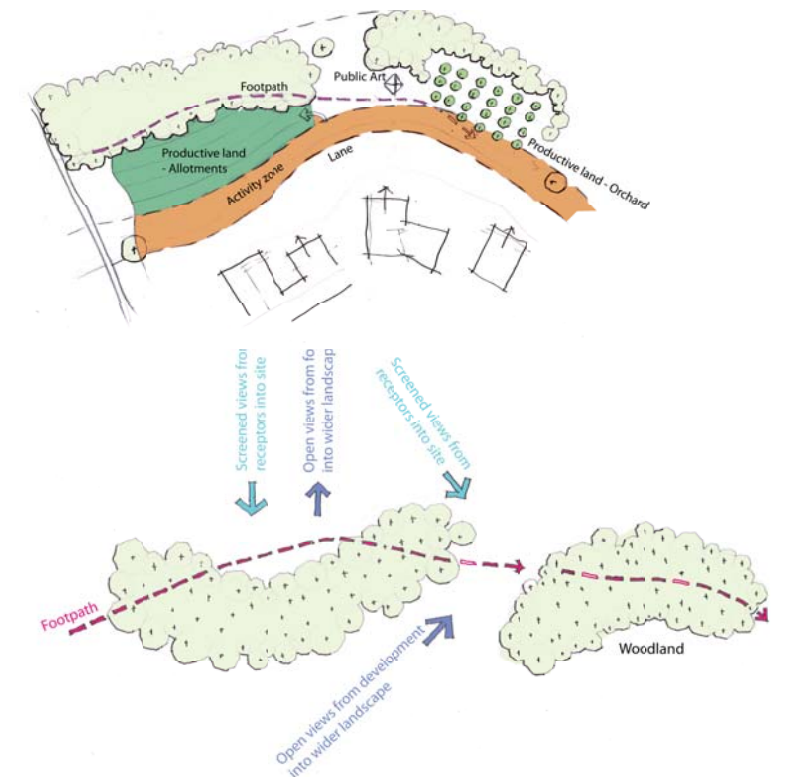 Public Art
Footpath
Productive land
- Allotments
Activity zone
Lane
Productive land - Orchard
Screened views from
receptors into site
Open views from fo
into wider landscap
Screened views from
receptors into site
Footpath
Open views from development
into wider landscape
Woodland